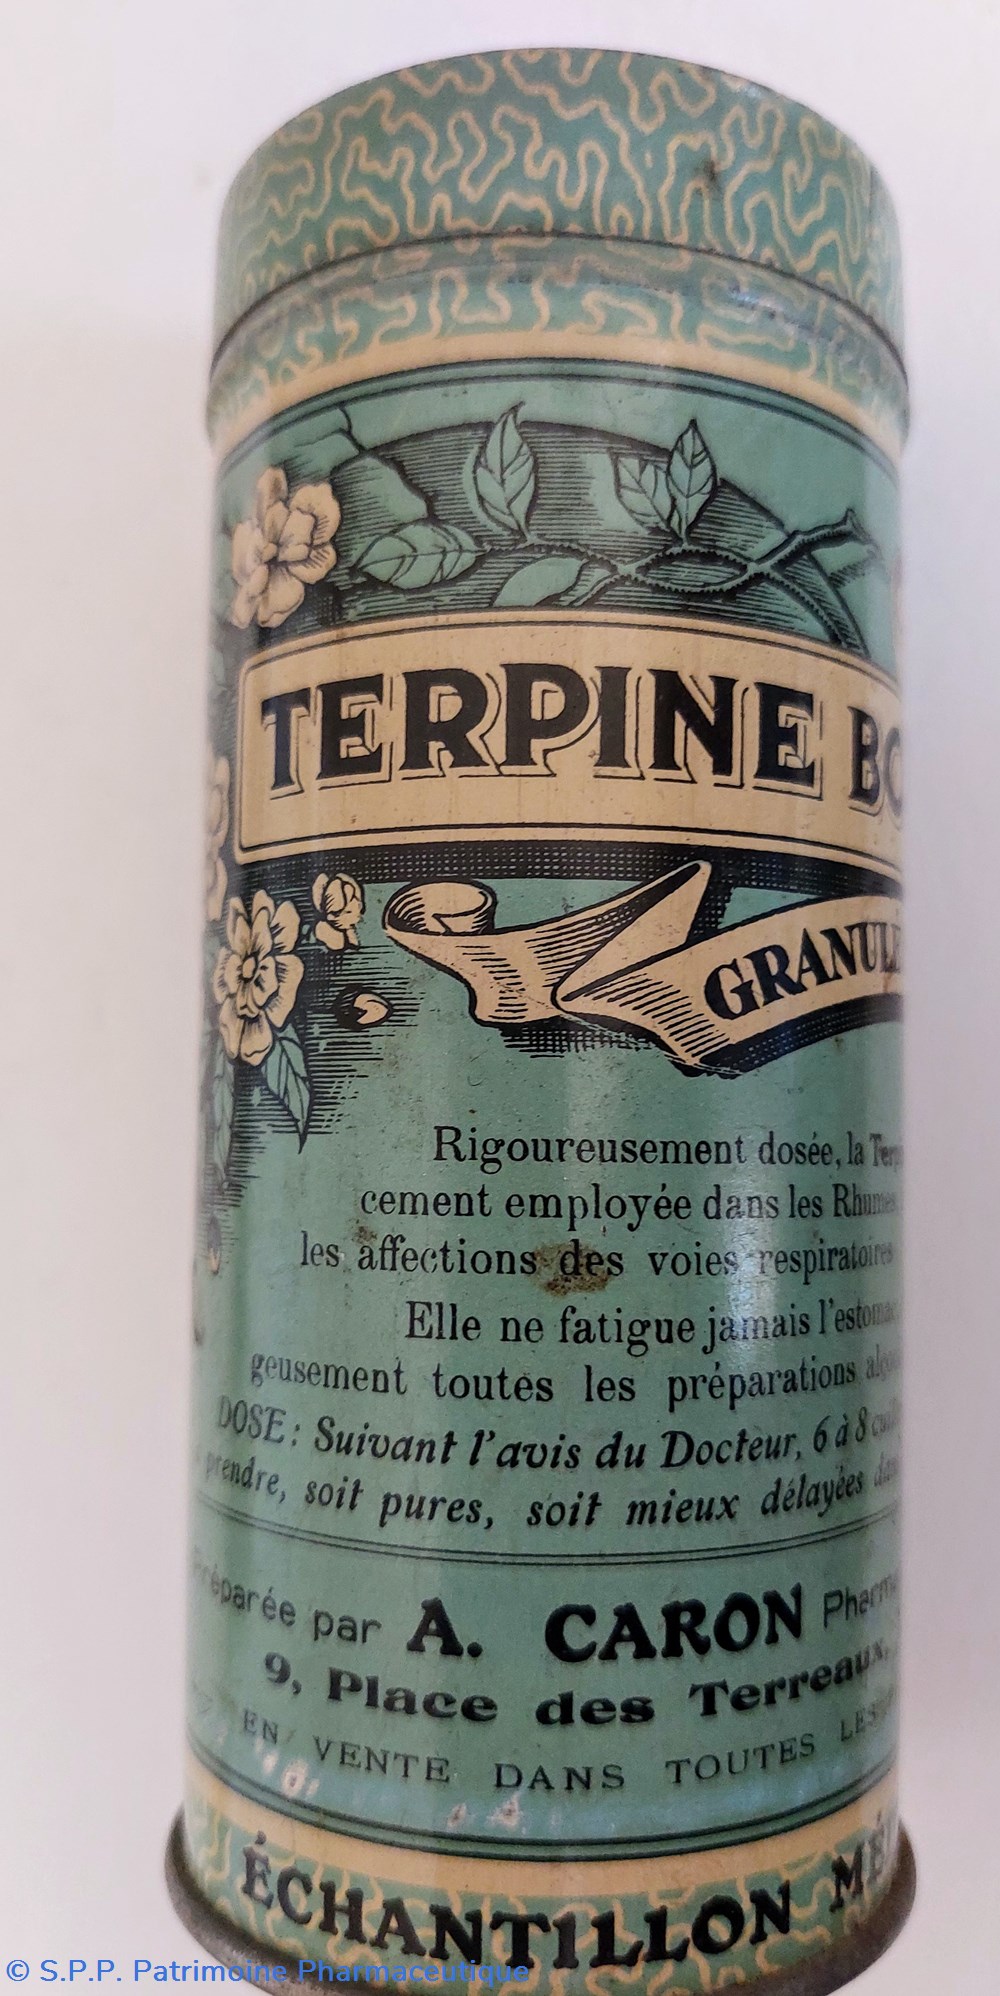 TERPINE
GRANULÉ
Rigoureusement dosée, la
cement employée dans les Rhumes
les affections des voies respiratoires
Elle ne fatigue jamais l'estomac
geusement toutes les préparations
DOSE: Suivant l'avis du Docteur, 6 à 8
prendre, soit pures, soit mieux délayées
Préparée par A. CARON
9, Place des Terreaux,
EN VENTE DANS TOUTES LES
ÉCHANTILLON
© S.P.P. Patrimoine Pharmaceutique